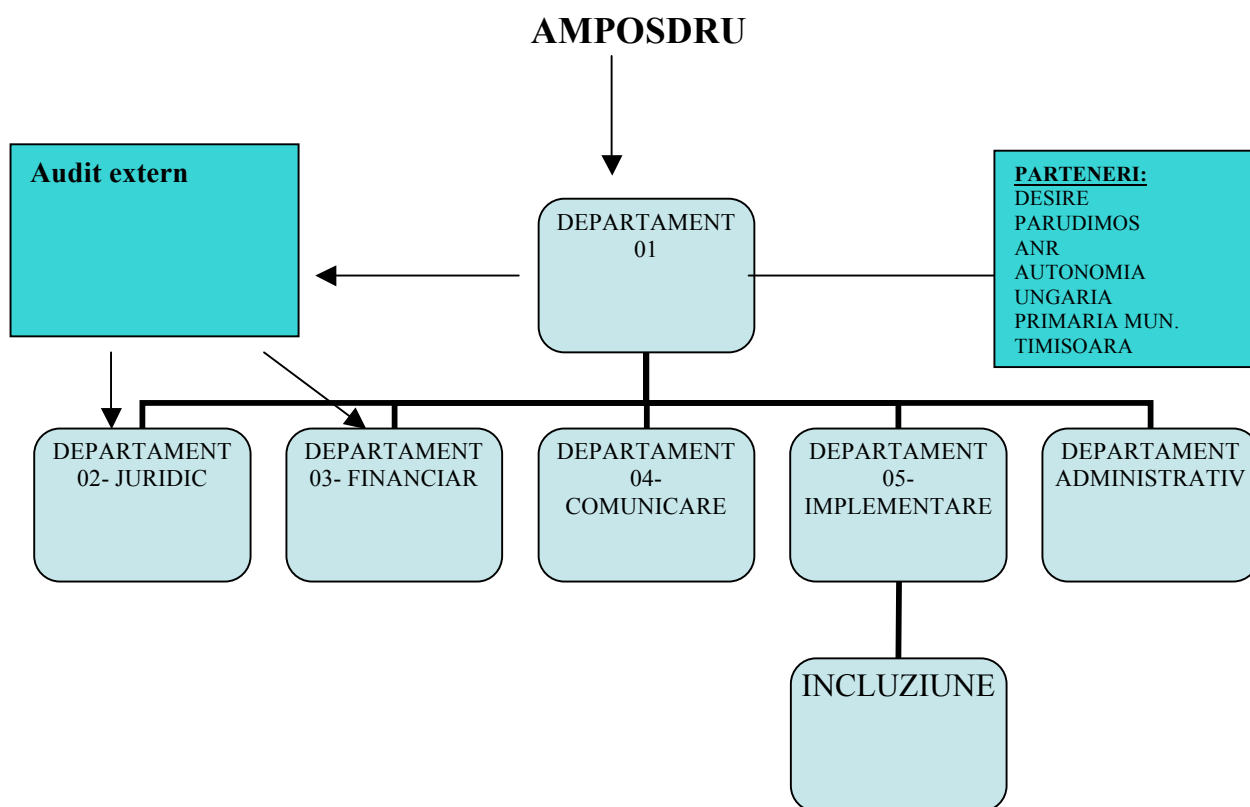 AMPOSDRU
Audit extern
DEPARTAMENT
01
PARTENERI:
DESIRE
PARUDIMOS
ANR
AUTONOMIA
UNGARIA
PRIMARIA MUN.
TIMISOARA
DEPARTAMENT
02- JURIDIC
DEPARTAMENT
03- FINANCIAR
DEPARTAMENT
04-
COMUNICARE
DEPARTAMENT
05-
IMPLEMENTARE
DEPARTAMENT
ADMINISTRATIV
INCLUZIUNE